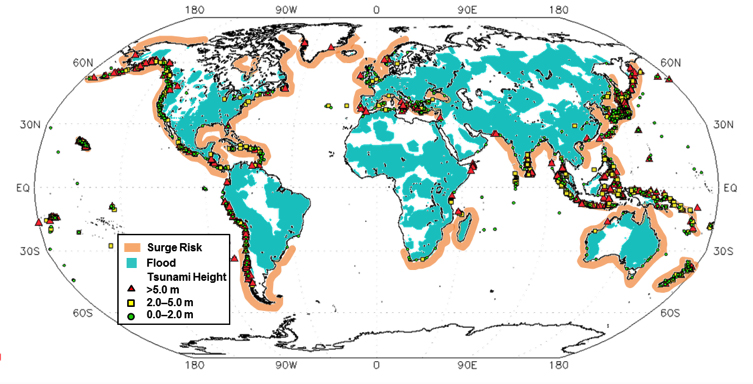 180 90W 0 90E 180
60N 60N
30N 30N
EQ EQ
30S 30S
60S 60S
Surge Risk
Flood
Tsunami Height
>5.0 m
2.0–5.0 m
0.0–2.0 m
180 90W 0 90E 180